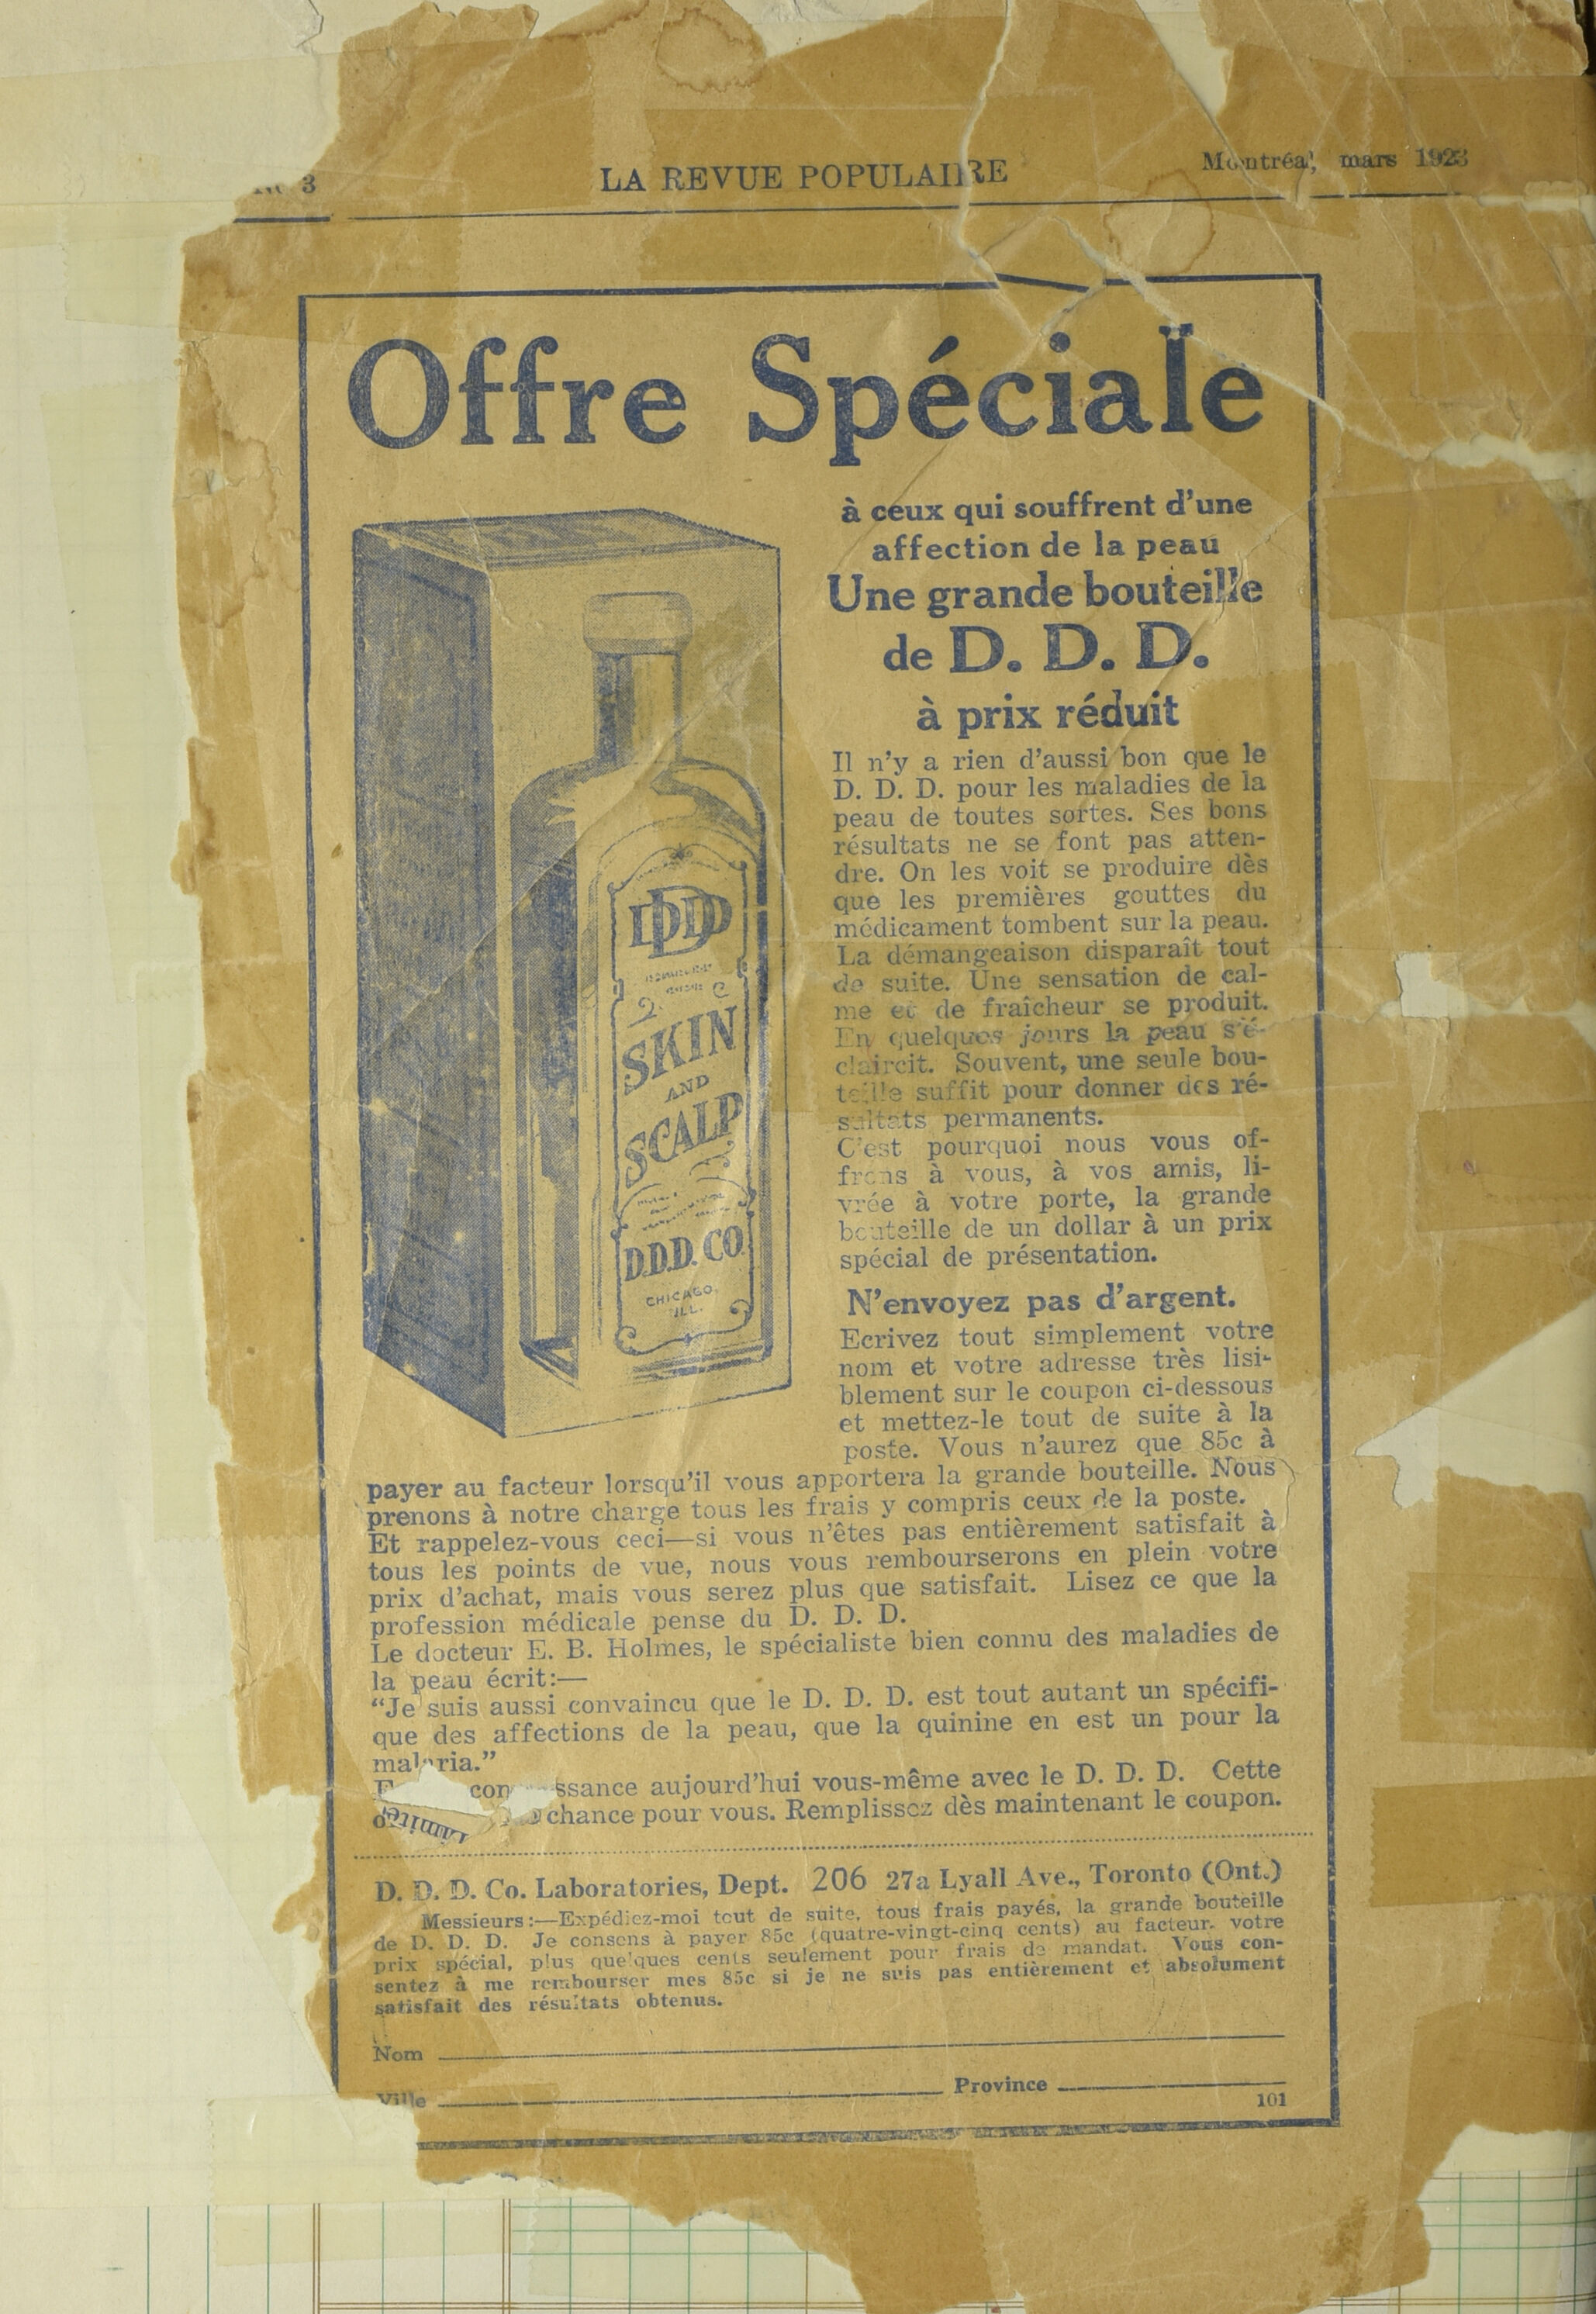 3
LA REVUE POPULAIRE
Montréal, mars 1923
Offre Spéciale
à ceux qui souffrent d'une
affection de la peau
Une grande bouteille
de D. D. D.
à prix réduit
DDD
SKIN
AND
SCALP
D.D.D. CO.
CHICAGO,
ILL.
Il n'y a rien d'aussi bon que le
D. D. D. pour les maladies de la
peau de toutes sortes. Ses bons
résultats ne se font pas atten-
dre. On les voit se produire dès
que les premières gouttes du
médicament tombent sur la peau.
La démangeaison disparaît tout
de suite. Une sensation de cal-
me et de fraîcheur se produit.
En quelques jours la peau s'é-
claircit. Souvent, une seule bou-
teille suffit pour donner des ré-
sultats permanents.
C'est pourquoi nous vous of-
frons à vous, à vos amis, li-
vrée à votre porte, la grande
bouteille de un dollar à un prix
spécial de présentation.
N'envoyez pas d'argent.
Ecrivez tout simplement votre
nom et votre adresse très lisi-
blement sur le coupon ci-dessous
et mettez-le tout de suite à la
poste. Vous n'aurez que 85c à
payer au facteur lorsqu'il vous apportera la grande bouteille. Nous
prenons à notre charge tous les frais y compris ceux de la poste.
Et rappelez-vous ceci—si vous n'êtes pas entièrement satisfait à
tous les points de vue, nous vous rembourserons en plein votre
prix d'achat, mais vous serez plus que satisfait. Lisez ce que la
profession médicale pense du D. D. D.
Le docteur E. B. Holmes, le spécialiste bien connu des maladies de
la peau écrit:—
"Je suis aussi convaincu que le D. D. D. est tout autant un spécifi-
que des affections de la peau, que la quinine en est un pour la
malaria."
ssance aujourd'hui vous-même avec le D. D. D. Cette
chance pour vous. Remplissez dès maintenant le coupon.
D. D. D. Co. Laboratories, Dept. 206 27a Lyall Ave., Toronto (Ont.)
Messieurs:—Expédiez-moi tout de suite, tous frais payés, la grande bouteille
de D. D. D. Je consens à payer 85c (quatre-vingt-cinq cents) au facteur, votre
prix spécial, plus quelques cents seulement pour frais de mandat. Vous con-
sentez à me rembourser mes 85c si je ne suis pas entièrement et absolument
satisfait des résultats obtenus.
Nom
Ville Province
101